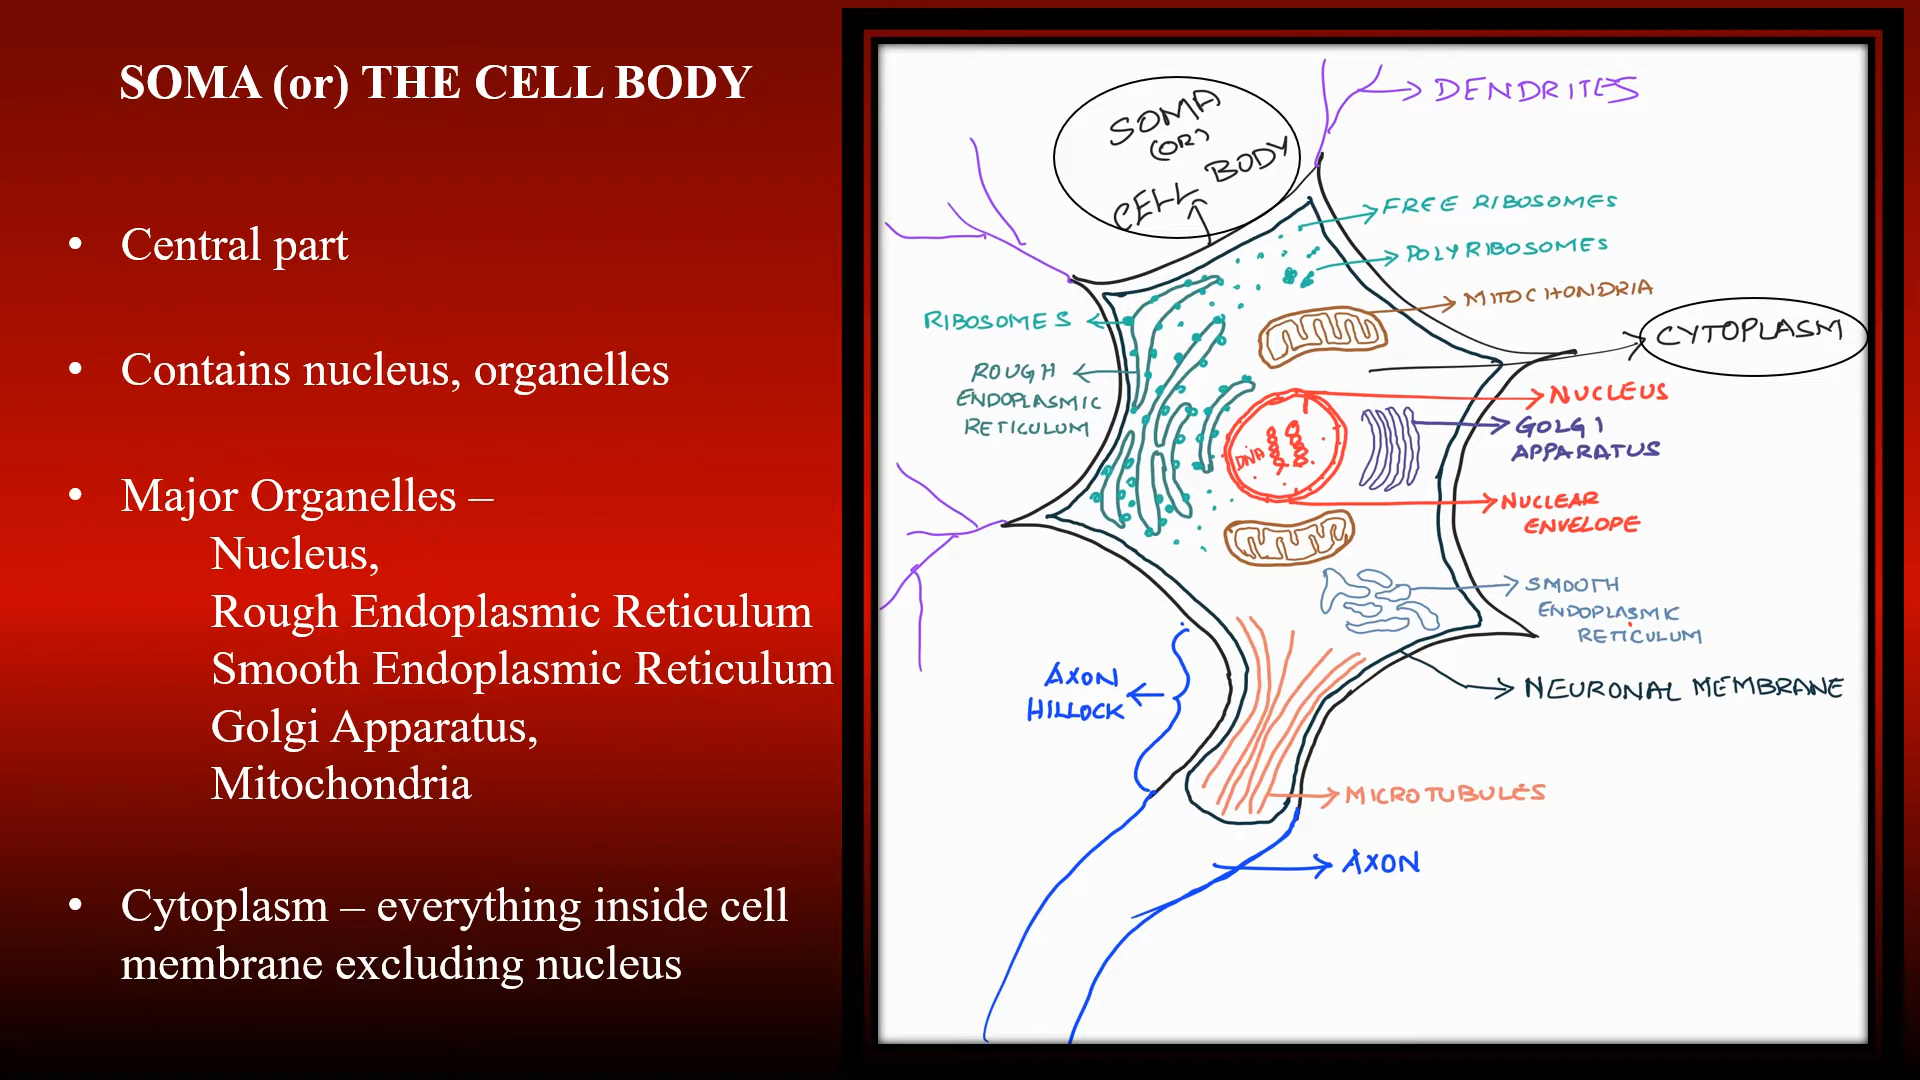 SOMA (or) THE CELL BODY
• Central part
• Contains nucleus, organelles
• Major Organelles –
Nucleus,
Rough Endoplasmic Reticulum
Smooth Endoplasmic Reticulum
Golgi Apparatus,
Mitochondria
• Cytoplasm – everything inside cell
membrane excluding nucleus
SOMA
(OR)
CELL BODY
DENDRITES
FREE RIBOSOMES
POLYRIBOSOMES
MITOCHONDRIA
RIBOSOMES
CYTOPLASM
ROUGH
ENDOPLASMIC
RETICULUM
NUCLEUS
GOLGI
APPARATUS
DNA
NUCLEAR
ENVELOPE
SMOOTH
ENDOPLASMIC
RETICULUM
AXON
HILLOCK
NEURONAL MEMBRANE
MICROTUBULES
AXON